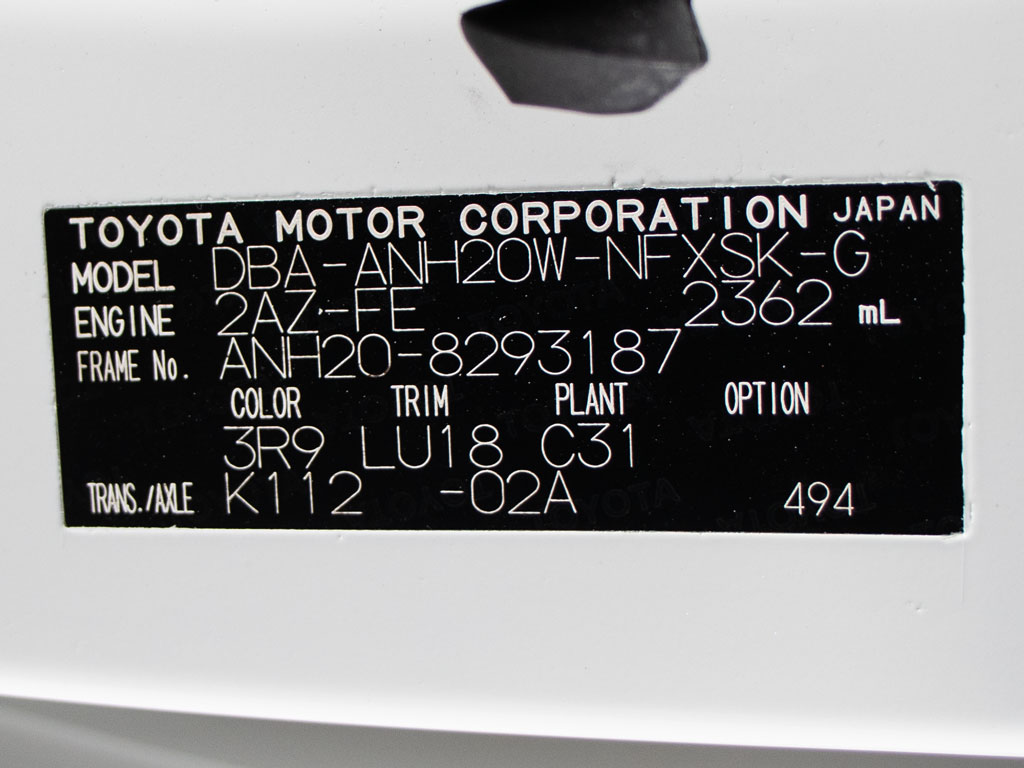 TOYOTA MOTOR CORPORATION JAPAN
MODEL DBA-ANH20W-NFXSK-G
ENGINE 2AZ-FE 2362 mL
FRAME No. ANH20-8293187
COLOR TRIM PLANT OPTION
3R9 LU18 C31
TRANS./AXLE K112 -02A 494